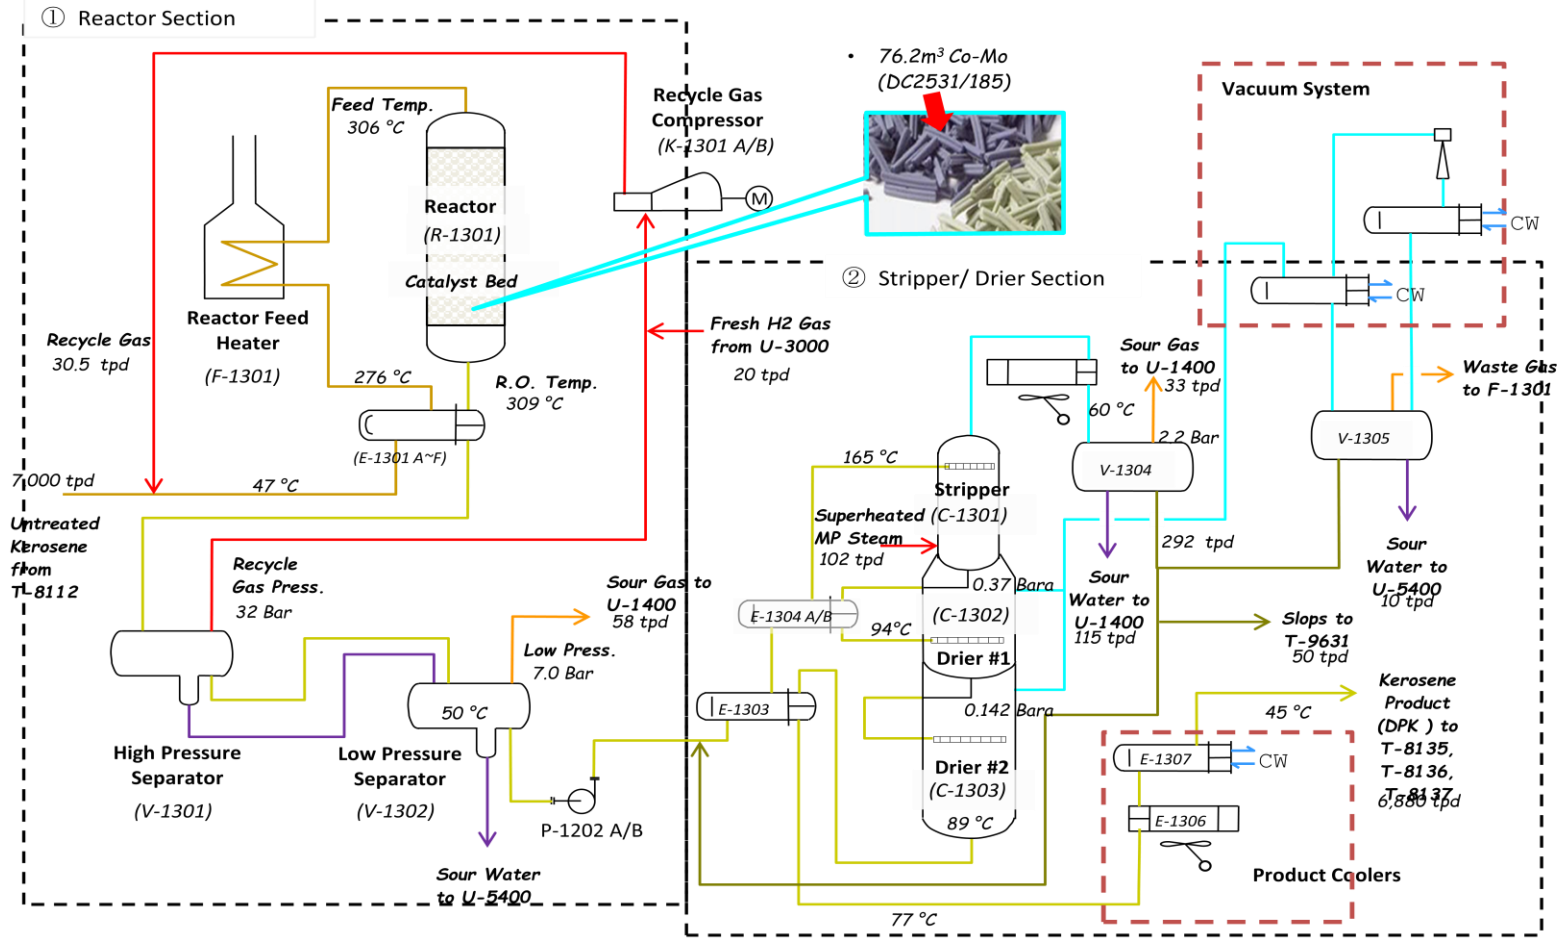 ① Reactor Section
Feed Temp.
306 °C
Recycle Gas
Compressor
(K-1301 A/B)
M
Reactor
(R-1301)
Catalyst Bed
Reactor Feed
Heater
(F-1301)
Recycle Gas
30.5 tpd
276 °C
R.O. Temp.
309 °C
(E-1301 A~F)
7,000 tpd
47 °C
Untreated
Kerosene
from
T-8112
Recycle
Gas Press.
32 Bar
Fresh H2 Gas
from U-3000
20 tpd
Sour Gas to
U-1400
58 tpd
Low Press.
7.0 Bar
50 °C
High Pressure
Separator
(V-1301)
Low Pressure
Separator
(V-1302)
P-1202 A/B
Sour Water
to U-5400
• 76.2m³ Co-Mo
(DC2531/185)
② Stripper/ Drier Section
Vacuum System
CW
CW
Sour Gas
to U-1400
33 tpd
60 °C
2.2 Bar
V-1304
Waste Gas
to F-1301
V-1305
165 °C
Stripper
(C-1301)
Superheated
MP Steam
102 tpd
292 tpd
Sour
Water to
U-1400
115 tpd
Sour
Water to
U-5400
10 tpd
0.37 Bara
(C-1302)
E-1304 A/B
94°C
Drier #1
Slops to
T-9631
50 tpd
E-1303
0.142 Bara
Drier #2
(C-1303)
89 °C
Kerosene
Product
(DPK ) to
T-8135,
T-8136,
T-8137
6,880 tpd
45 °C
E-1307
CW
E-1306
Product Coolers
77 °C